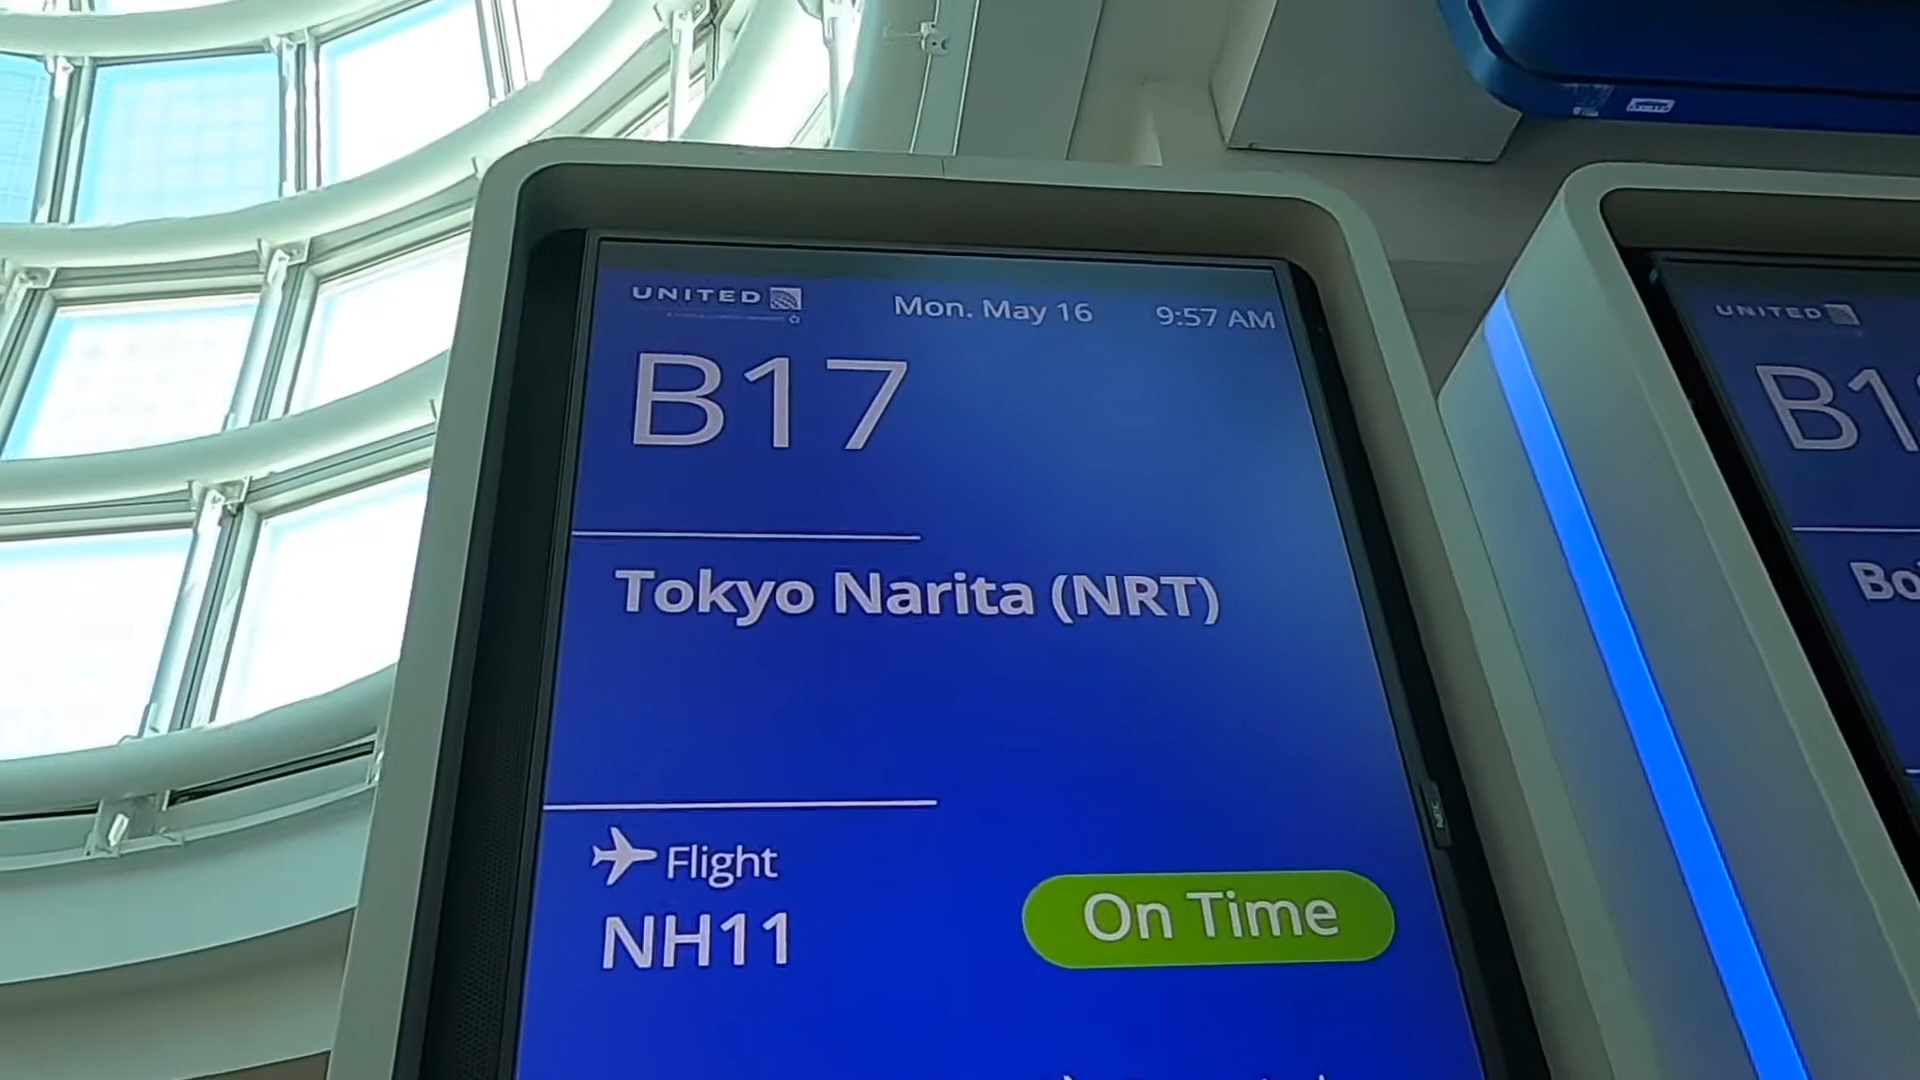 UNITED
Mon. May 16
9:57 AM
B17
Tokyo Narita (NRT)
Flight
NH11
On Time
UNITED